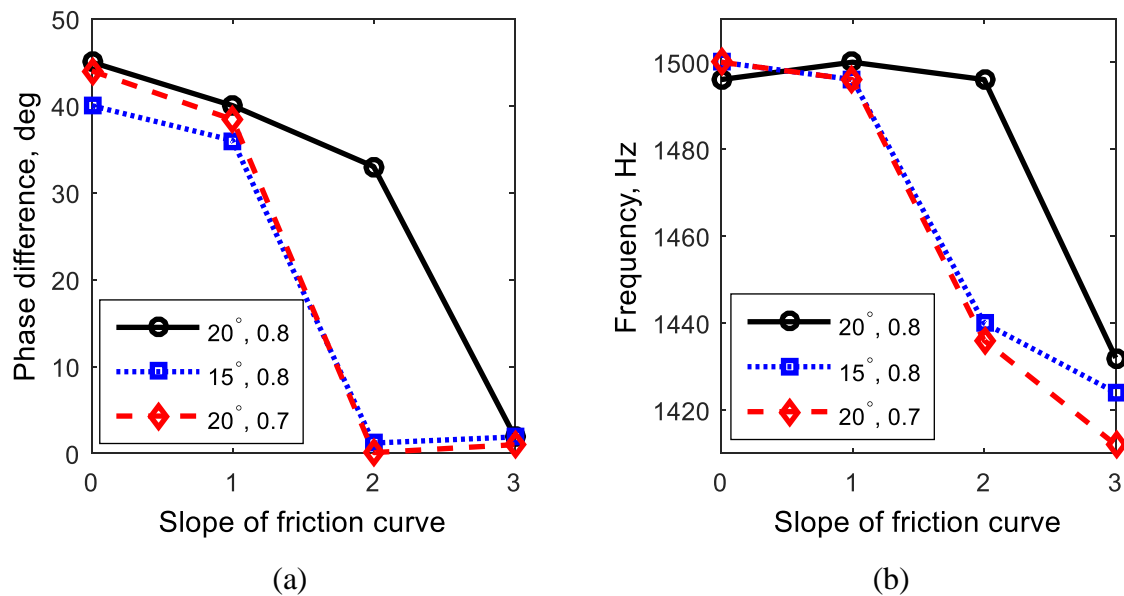 50
40
30
20
10
0
Phase difference, deg
20°, 0.8
15°, 0.8
20°, 0.7
0 1 2 3
Slope of friction curve
(a)
1500
1480
1460
1440
1420
Frequency, Hz
20°, 0.8
15°, 0.8
20°, 0.7
0 1 2 3
Slope of friction curve
(b)